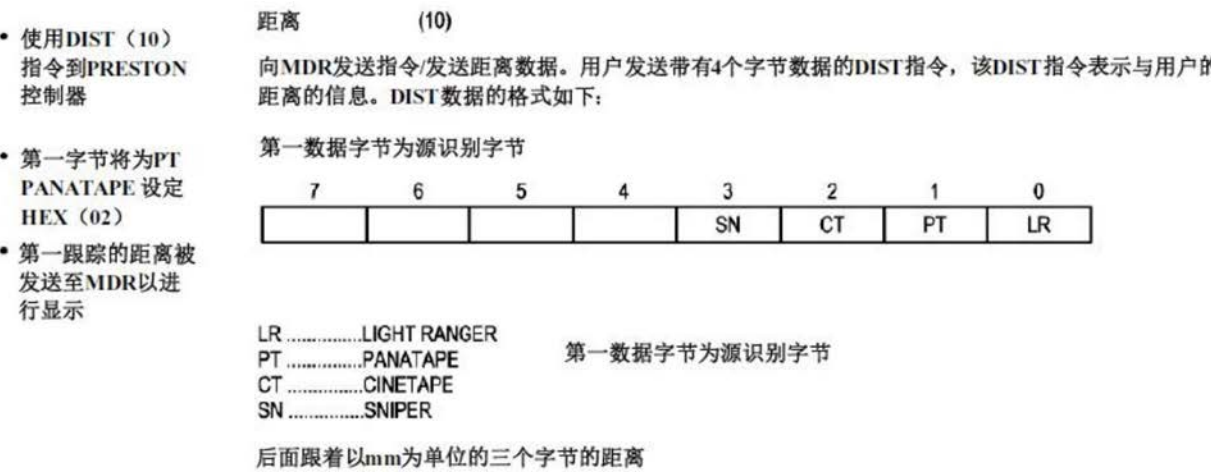 • 使用DIST（10）
指令到PRESTON
控制器
• 第一字节将为PT
PANATAPE 设定
HEX（02）
• 第一跟踪的距离被
发送至MDR以进
行显示
距离 (10)
向MDR发送指令/发送距离数据。用户发送带有4个字节数据的DIST指令，该DIST指令表示与用户的
距离的信息。DIST数据的格式如下：
第一数据字节为源识别字节
7 6 5 4 3 2 1 0
SN CT PT LR
LR ...............LIGHT RANGER
PT ...............PANATAPE
CT ...............CINETAPE
SN ...............SNIPER
第一数据字节为源识别字节
后面跟着以mm为单位的三个字节的距离